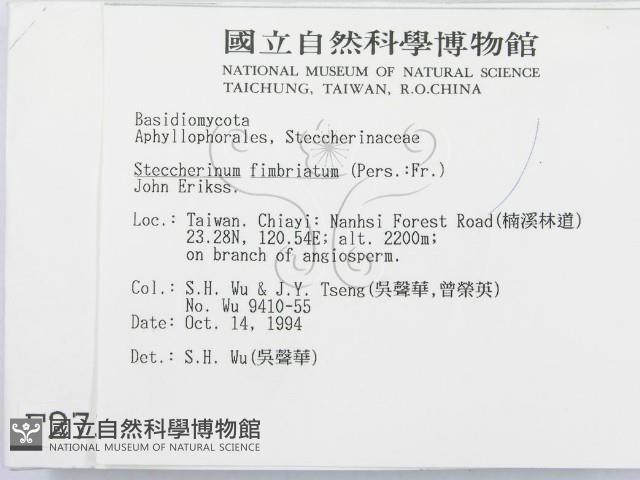 國立自然科學博物館
NATIONAL MUSEUM OF NATURAL SCIENCE
TAICHUNG, TAIWAN, R.O.CHINA
Basidiomycota
Aphyllophorales, Steccherinaceae
Steccherinum fimbriatum (Pers.:Fr.)
John Erikss.
Loc.: Taiwan. Chiayi: Nanhsi Forest Road(楠溪林道)
23.28N, 120.54E; alt. 2200m;
on branch of angiosperm.
Col.: S.H. Wu & J.Y. Tseng(吳聲華,曾榮英)
No. Wu 9410-55
Date: Oct. 14, 1994
Det.: S.H. Wu(吳聲華)
國立自然科學博物館
NATIONAL MUSEUM OF NATURAL SCIENCE